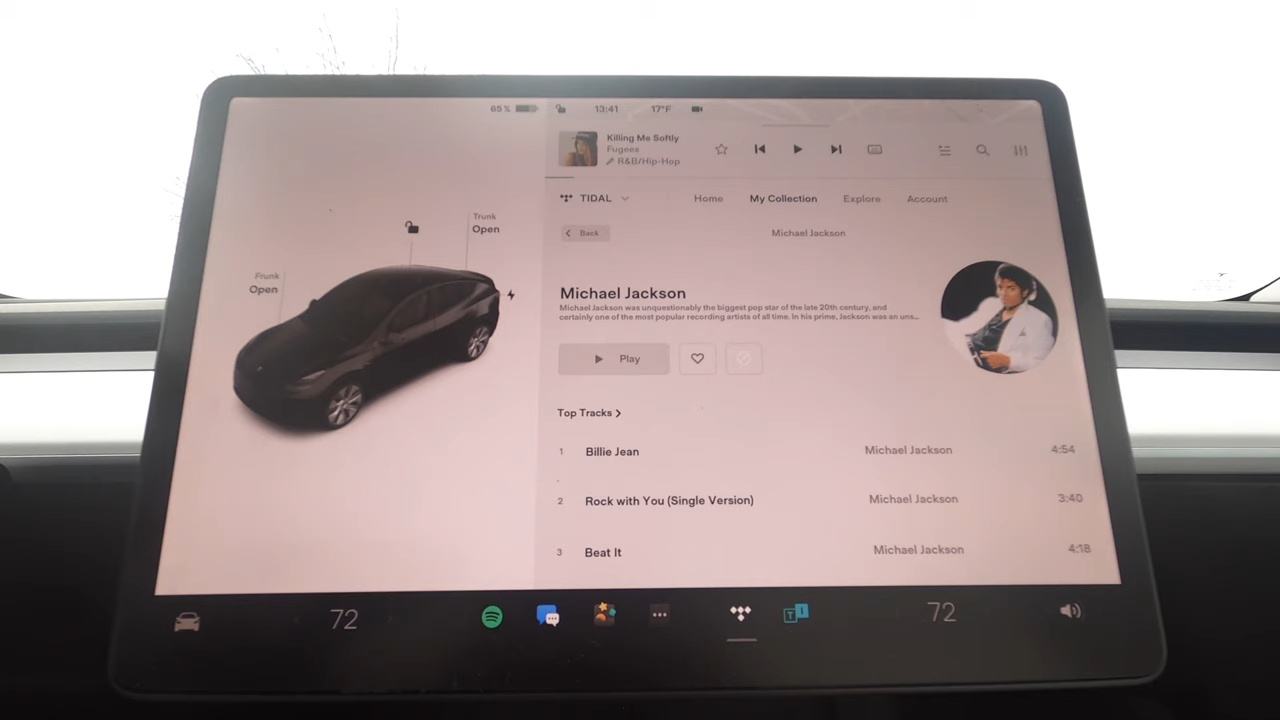 65 %
13:41
17°F
Killing Me Softly
Fugees
R&B/Hip-Hop
TIDAL
Home
My Collection
Explore
Account
Back
Michael Jackson
Trunk
Open
Frunk
Open
Michael Jackson
Michael Jackson was unquestionably the biggest pop star of the late 20th century, and
certainly one of the most popular recording artists of all time. In his prime, Jackson was an uns...
Play
Top Tracks
1 Billie Jean Michael Jackson 4:54
2 Rock with You (Single Version) Michael Jackson 3:40
3 Beat It Michael Jackson 4:18
72
T
I
72